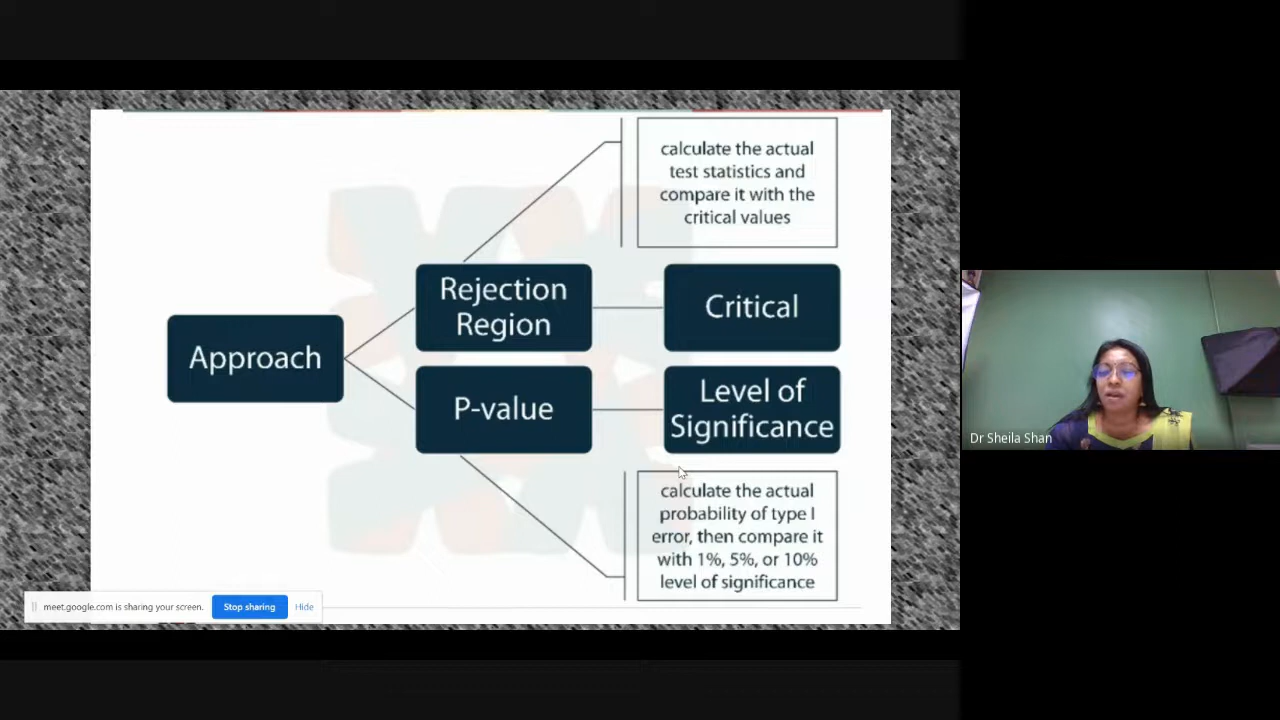 calculate the actual
test statistics and
compare it with the
critical values
Rejection
Region
Critical
Approach
P-value
Level of
Significance
calculate the actual
probability of type I
error, then compare it
with 1%, 5%, or 10%
level of significance
meet.google.com is sharing your screen.
Stop sharing
Hide
Dr Sheila Shan